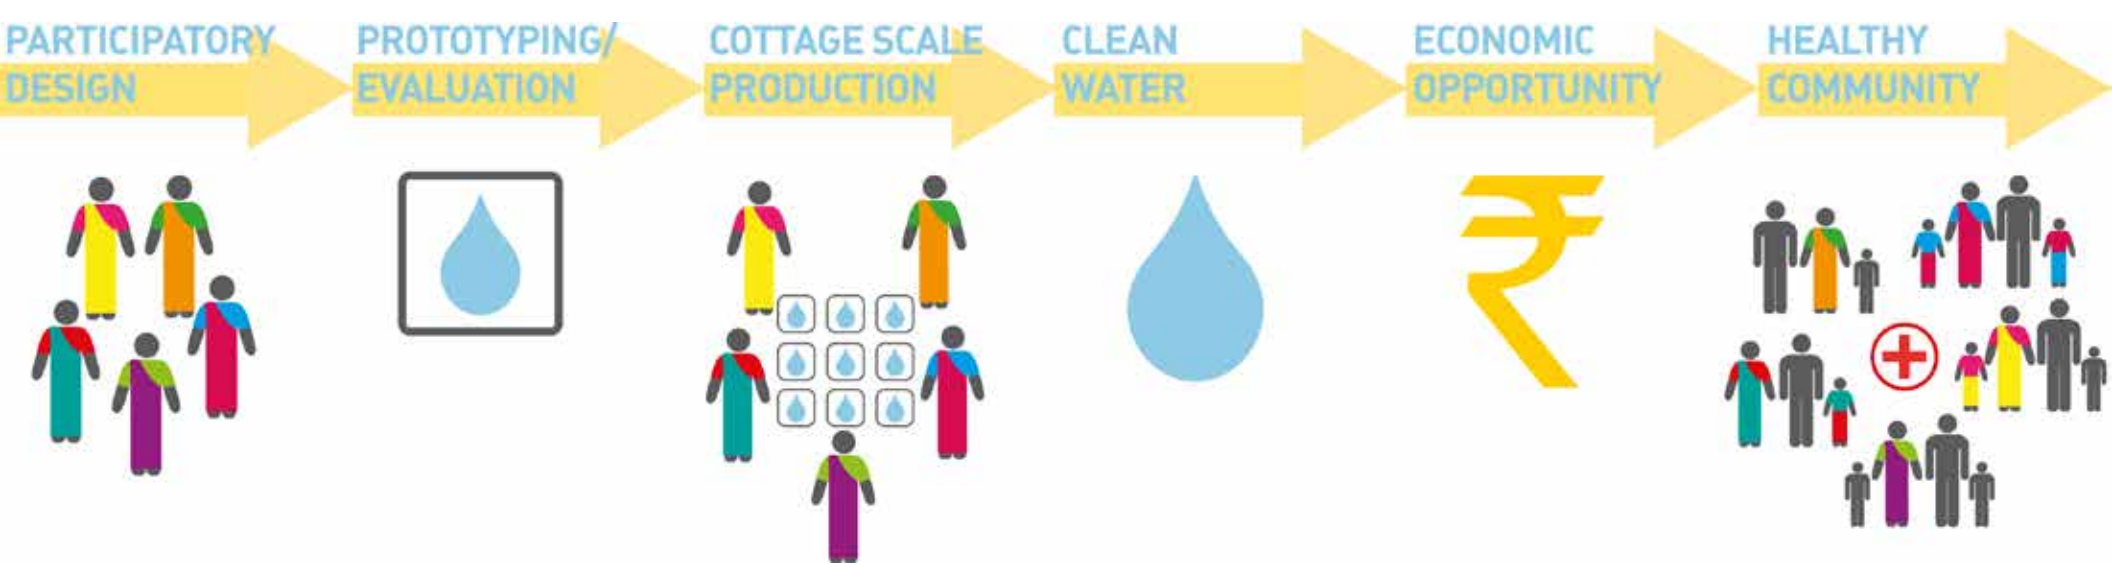 PARTICIPATORY
DESIGN
PROTOTYPING/
EVALUATION
COTTAGE SCALE
PRODUCTION
CLEAN
WATER
ECONOMIC
OPPORTUNITY
HEALTHY
COMMUNITY
₹